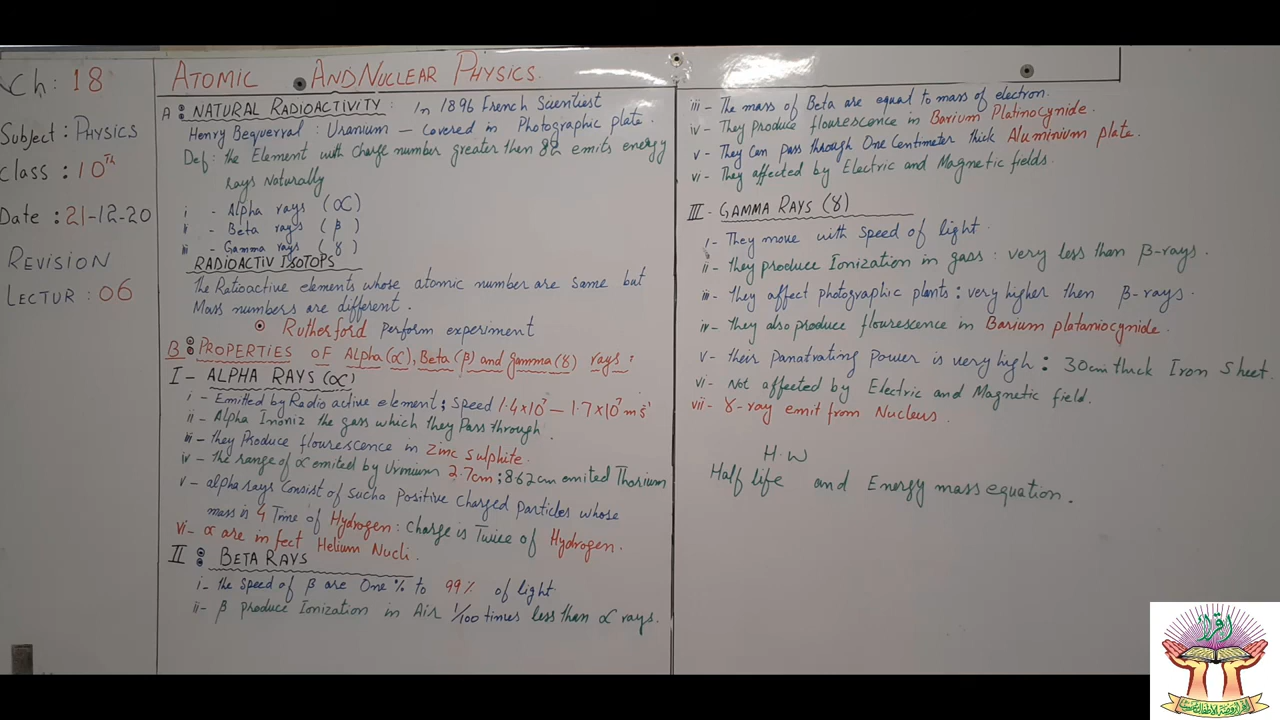 Ch: 18
Subject: PHYSICS
Class: 10Th
Date: 21-12-20
REVISION
LECTUR: 06
ATOMIC AND NUCLEAR PHYSICS.
A: NATURAL RADIOACTIVITY: In 1896 French Scientiest
Henry Bequerral: Uranium - Covered in Photographic plate.
Def: the Element with charge number greater then 82 emits energy
rays Naturally
i - Alpha rays (α)
ii - Beta rays (β)
iii - Gamma rays (γ)
RADIOACTIV ISOTOPS
The Ratioactive elements whose atomic number are same but
Mass numbers are different.
Rutherford Perform experiment
B: PROPERTIES OF Alpha(α), Beta(β) and gamma(γ) rays:
I - ALPHA RAYS (α)
i - Emitted by Radio active element; Speed 1.4×10⁷ - 1.7×10⁷ ms⁻¹
ii - Alpha Inoniz the gass which they Pass through
iii - they Produce flourescence in Zinc Sulphite.
iv - the range of α emited by Urmium 2.7cm; 8.62cm emited Thorium
v - alpha rays Consist of Sucha Positive Charged Particles whose
mass is 4 Time of Hydrogen: Charge is Twice of Hydrogen.
vi - α are in fect Helium Nucli.
II: BETA RAYS
i - the Speed of β are One % to 99% of light
ii - β produce Ionization in Air 1/100 times less than α rays.
iii - The mass of Beta are equal to mass of electron.
iv - They Produce flourescence in Barium Platinocynide.
v - They Can pass through One Centimeter thick Aluminium plate.
vi - They affected by Electric and Magnetic fields.
III - GAMMA RAYS (γ)
i - They move with Speed of light.
ii - they produce Ionization in gass: very less than β-rays.
iii - They affect photographic plants: very higher then β-rays.
iv - They also produce flourescence in Barium plataniocynide.
v - their Panatrating Power is very high: 30cm thick Iron Sheet.
vi - Not affected by Electric and Magnetic field.
vii - γ-ray emit from Nucleus.
H.W
Half life and Energy mass equation.
اقرأ